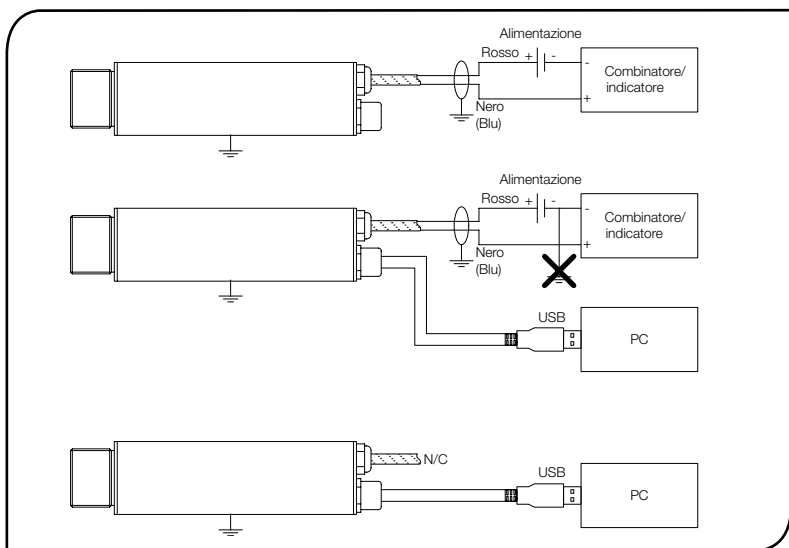 Alimentazione
Rosso + -
- Combinatore/
indicatore
+
Nero
(Blu)
Alimentazione
Rosso + -
- Combinatore/
indicatore
+
Nero
(Blu)
USB
PC
N/C
USB
PC